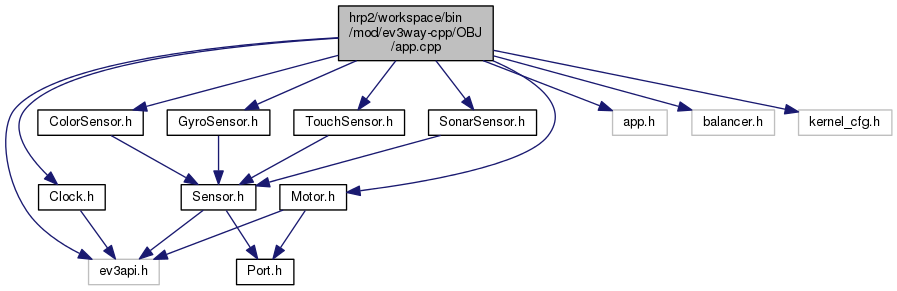 hrp2/workspace/bin
/mod/ev3way-cpp/OBJ
/app.cpp
ColorSensor.h
GyroSensor.h
TouchSensor.h
SonarSensor.h
app.h
balancer.h
kernel_cfg.h
Clock.h
Sensor.h
Motor.h
ev3api.h
Port.h